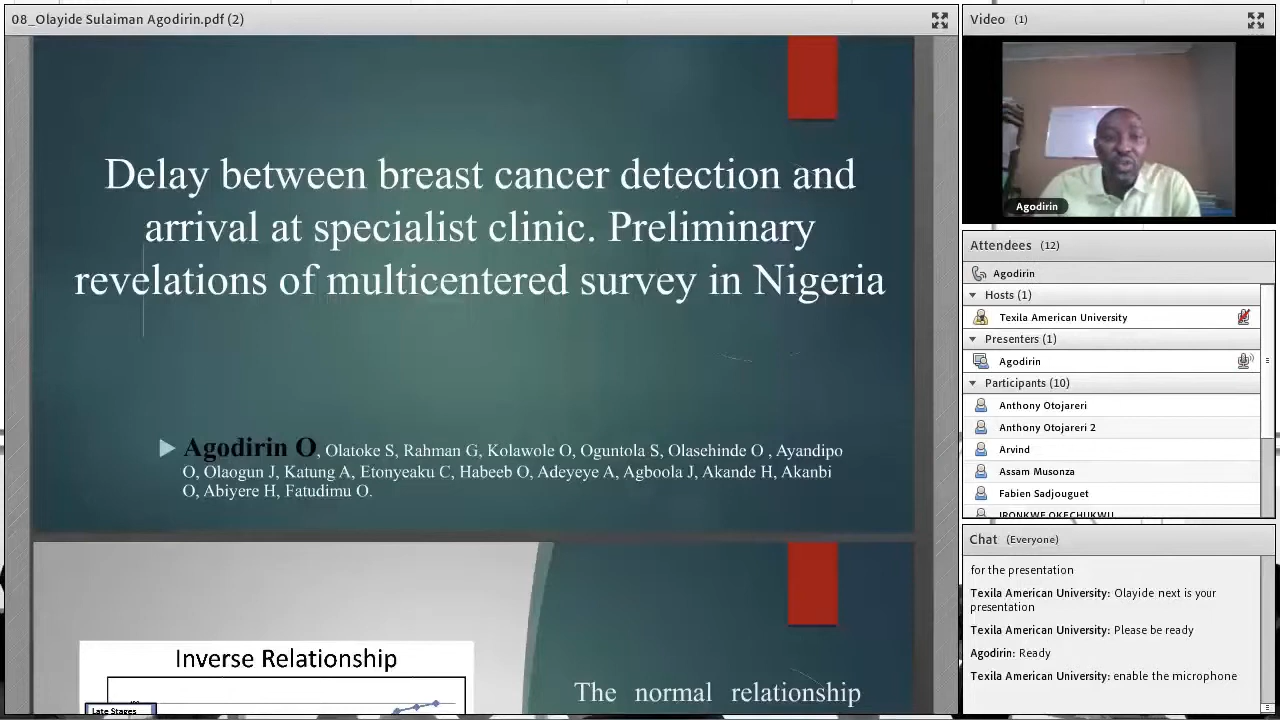 08_Olayide Sulaiman Agodirin.pdf (2)
Delay between breast cancer detection and
arrival at specialist clinic. Preliminary
revelations of multicentered survey in Nigeria
Agodirin O, Olatoke S, Rahman G, Kolawole O, Oguntola S, Olasehinde O , Ayandipo
O, Olaogun J, Katung A, Etonyeaku C, Habeeb O, Adeyeye A, Agboola J, Akande H, Akanbi
O, Abiyere H, Fatudimu O.
Inverse Relationship
Late Stages
The normal relationship
Video (1)
Agodirin
Attendees (12)
Agodirin
Hosts (1)
Texila American University
Presenters (1)
Agodirin
Participants (10)
Anthony Otojareri
Anthony Otojareri 2
Arvind
Assam Musonza
Fabien Sadjouguet
IRONKWE OKECHUKWU
Chat (Everyone)
for the presentation
Texila American University: Olayide next is your
presentation
Texila American University: Please be ready
Agodirin: Ready
Texila American University: enable the microphone